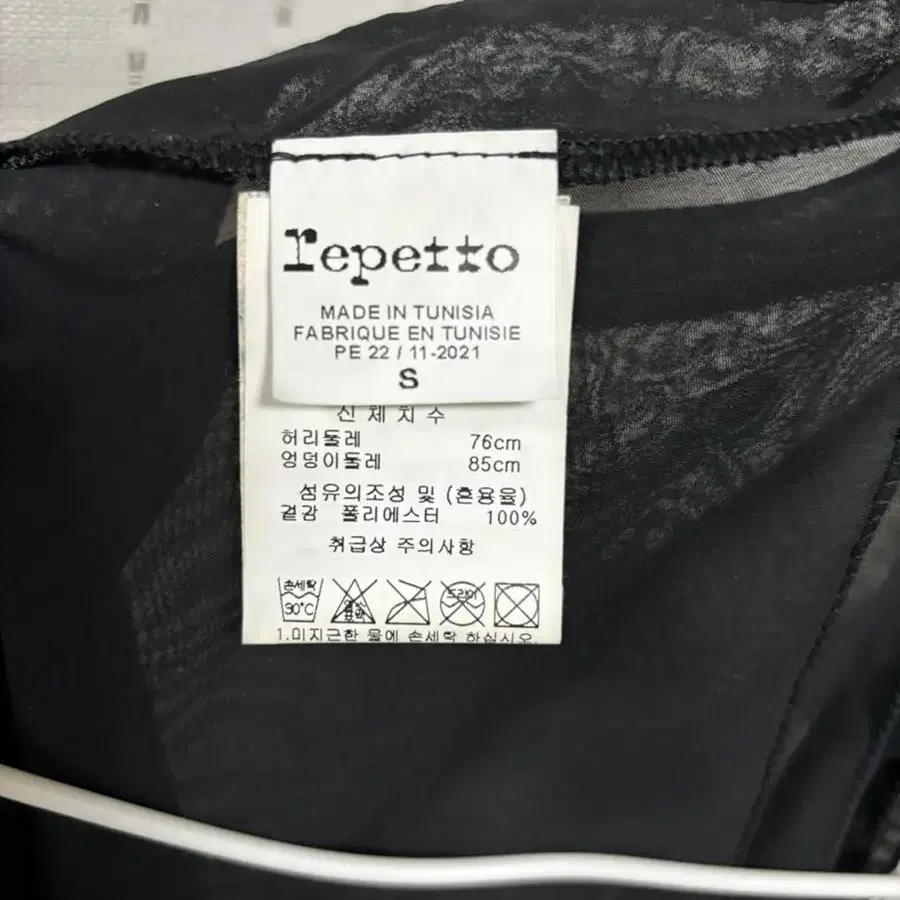 repetto
MADE IN TUNISIA
FABRIQUE EN TUNISIE
PE 22 / 11-2021
S
신체치수
허리둘레 76cm
엉덩이둘레 85cm
섬유의조성 및 (혼용율)
겉감 폴리에스터 100%
취급상 주의사항
손세탁
30°C
드라이
1.미지근한 물에 손세탁 하십시오.